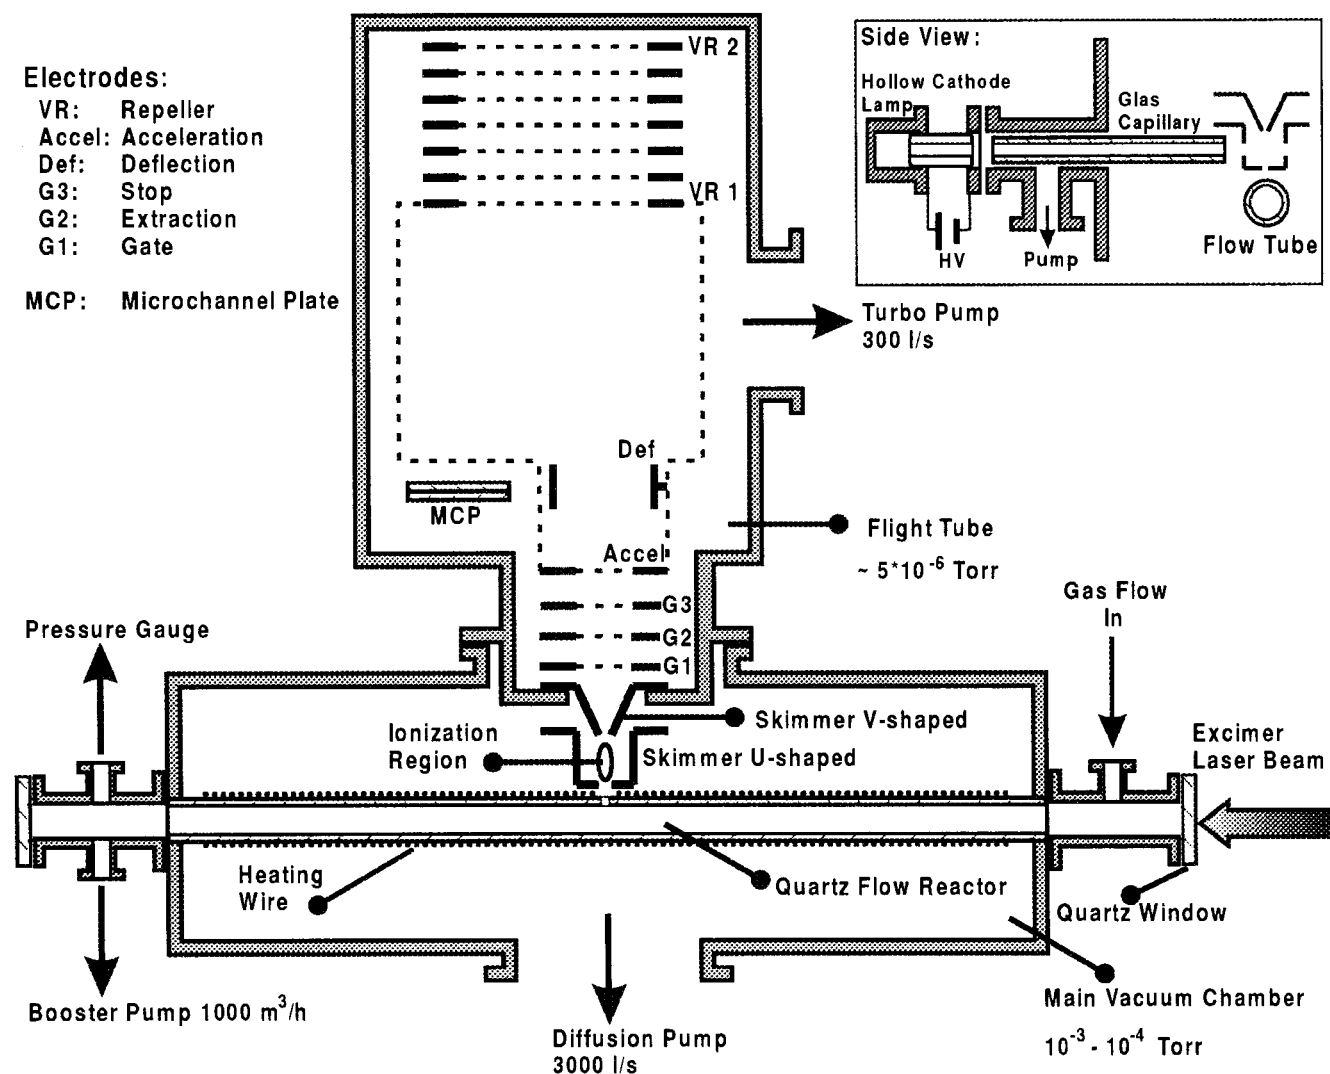 Electrodes:
VR: Repeller
Accel: Acceleration
Def: Deflection
G3: Stop
G2: Extraction
G1: Gate
MCP: Microchannel Plate
VR 2
VR 1
Side View:
Hollow Cathode
Lamp
Glas
Capillary
HV
Pump
Flow Tube
Turbo Pump
300 l/s
Def
MCP
Accel
G3
G2
G1
Flight Tube
~ 5*10⁻⁶ Torr
Gas Flow
In
Pressure Gauge
Ionization
Region
Skimmer V-shaped
Skimmer U-shaped
Excimer
Laser Beam
Heating
Wire
Quartz Flow Reactor
Quartz Window
Booster Pump 1000 m³/h
Diffusion Pump
3000 l/s
Main Vacuum Chamber
10⁻³ - 10⁻⁴ Torr